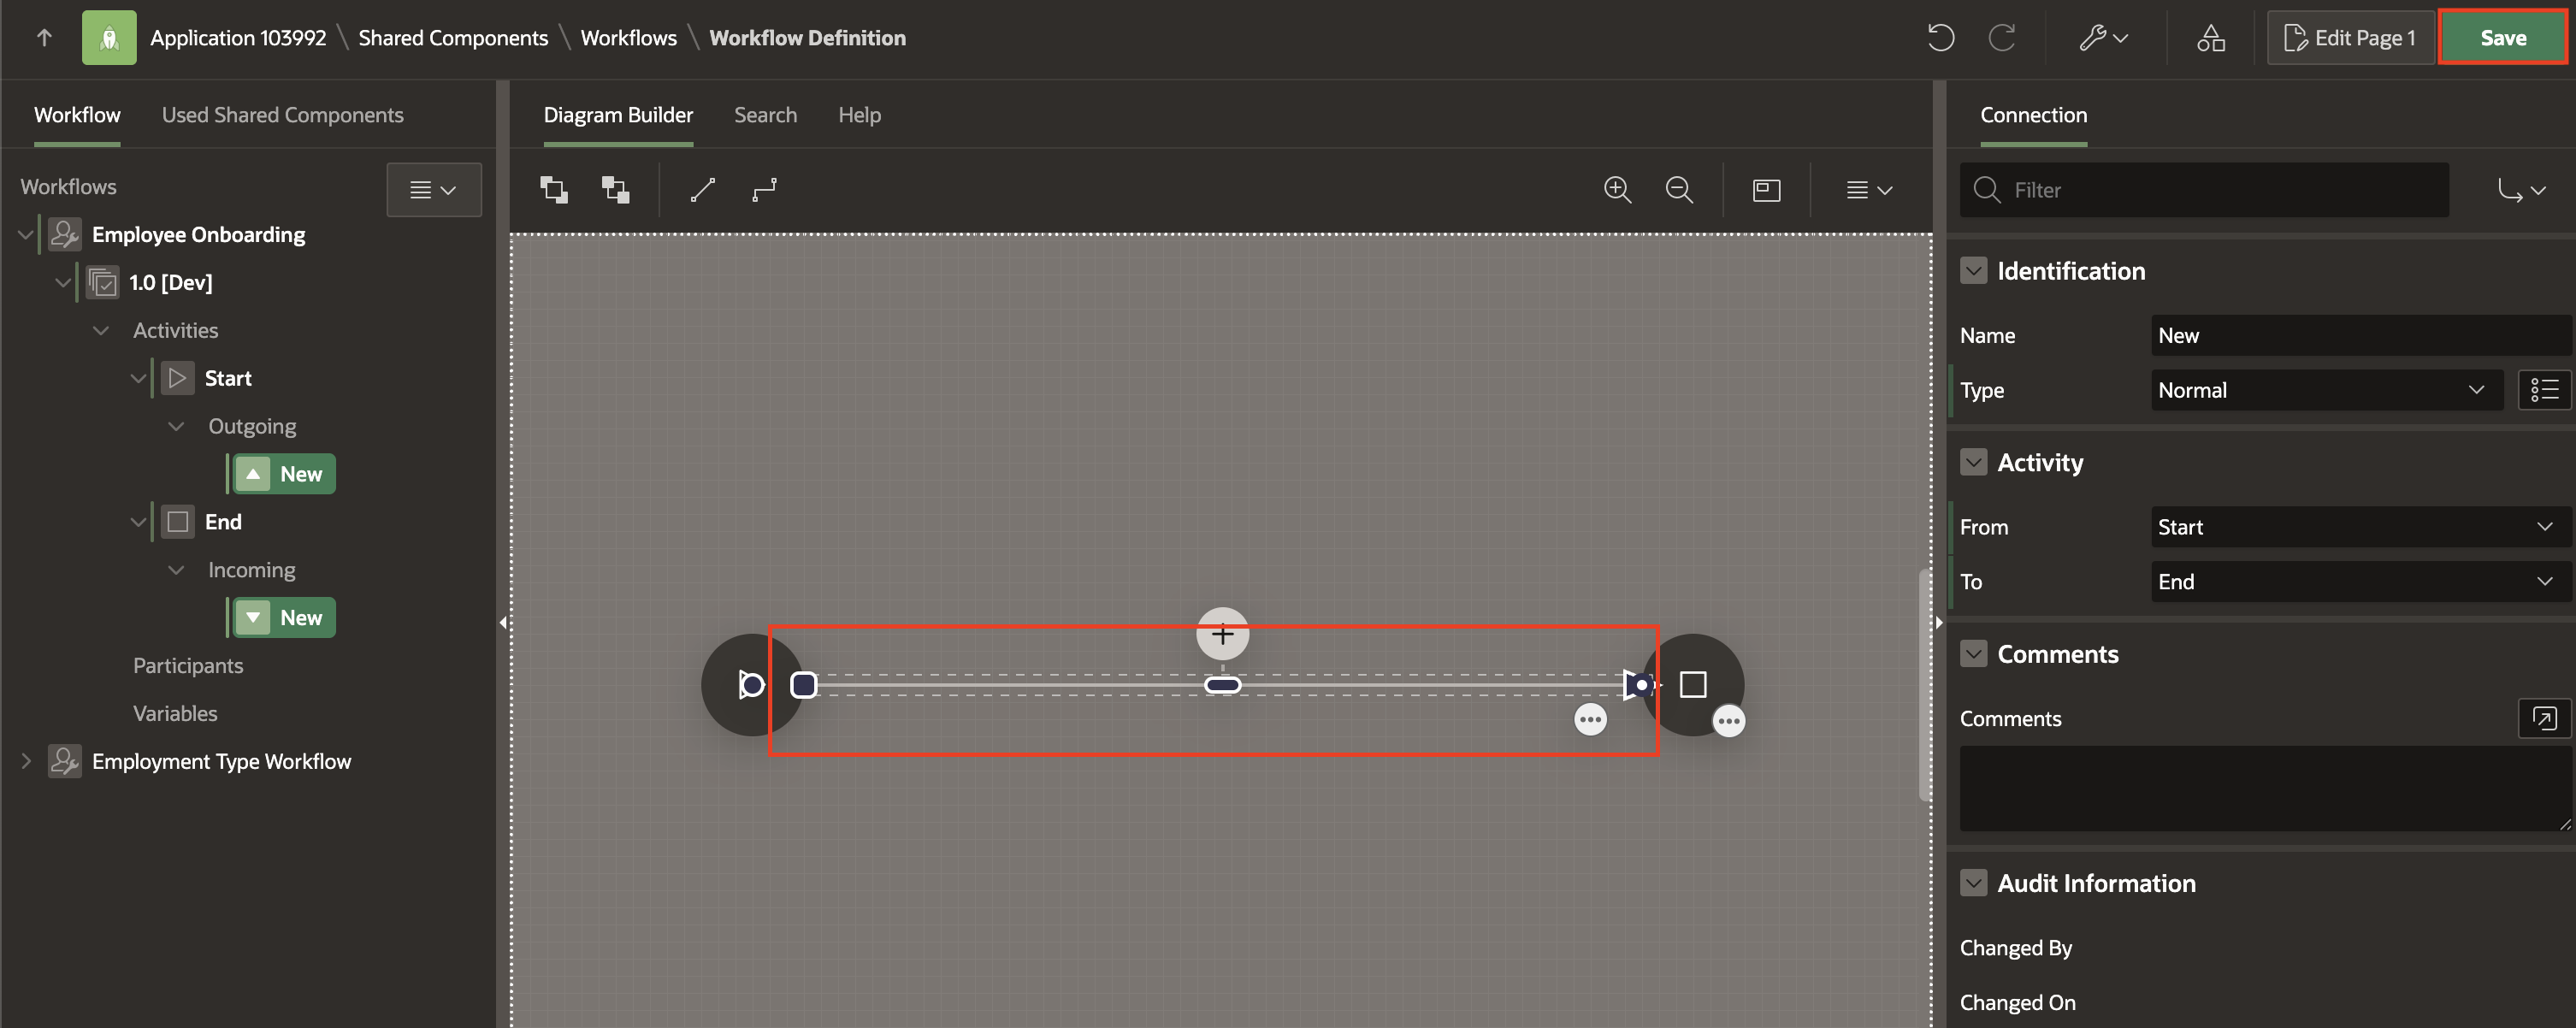 Application 103992 \ Shared Components \ Workflows \ Workflow Definition
Edit Page 1
Save
Workflow
Used Shared Components
Workflows
Employee Onboarding
1.0 [Dev]
Activities
Start
Outgoing
New
End
Incoming
New
Participants
Variables
Employment Type Workflow
Diagram Builder
Search
Help
Connection
Filter
Identification
Name
New
Type
Normal
Activity
From
Start
To
End
Comments
Comments
Audit Information
Changed By
Changed On